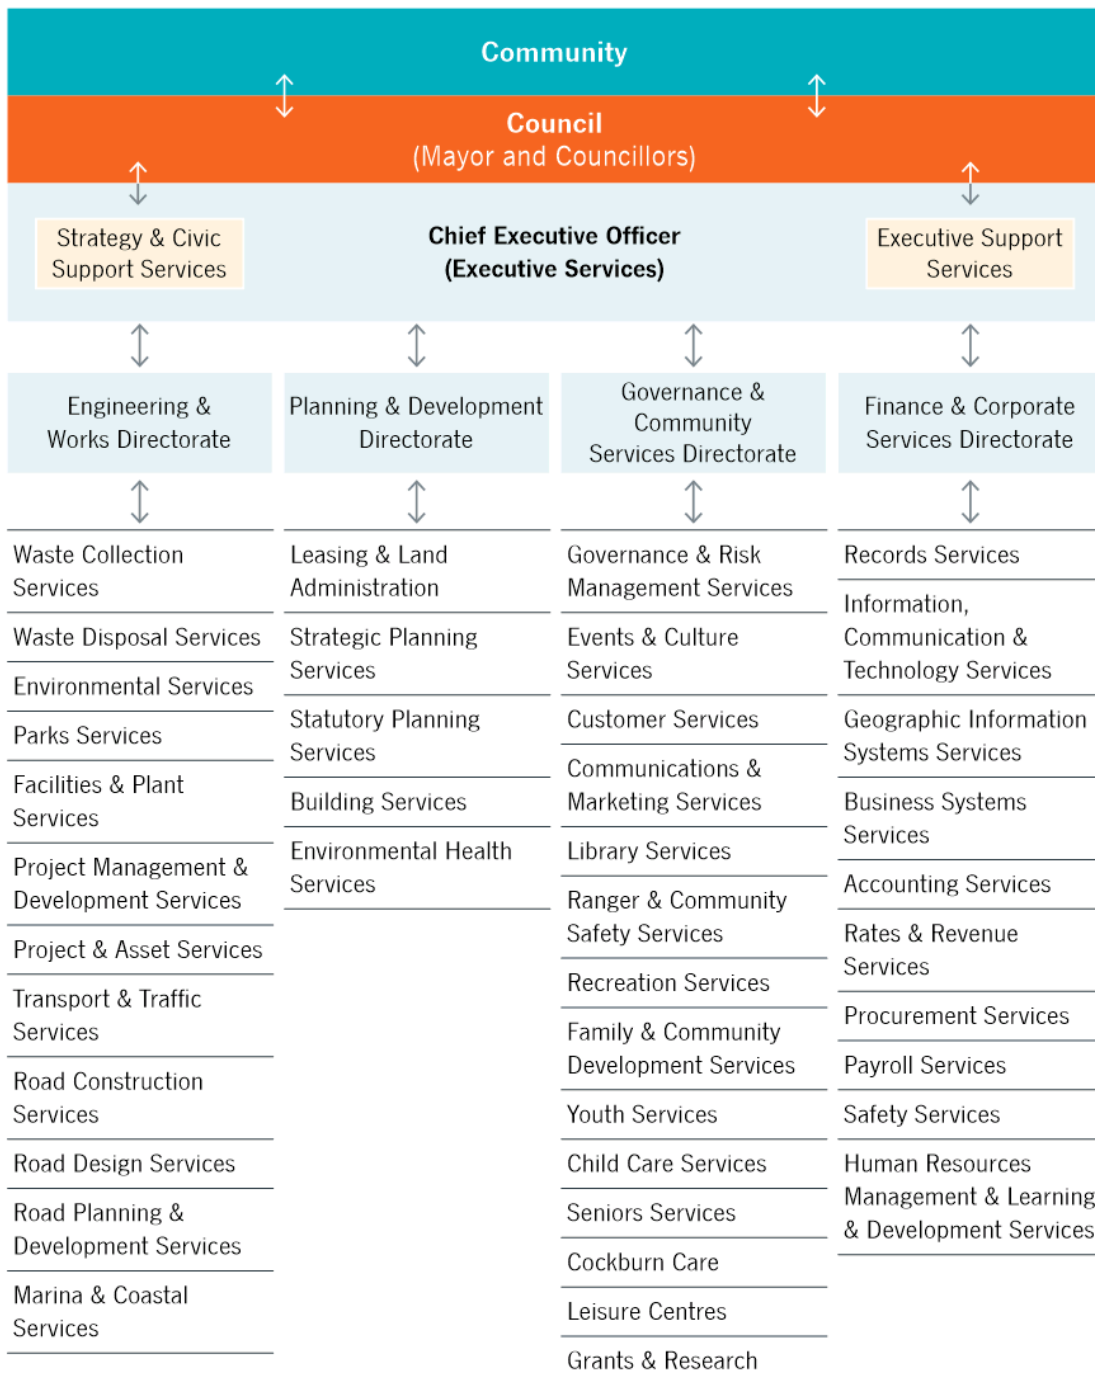 Community
Council
(Mayor and Councillors)
Strategy & Civic
Support Services
Chief Executive Officer
(Executive Services)
Executive Support
Services
Engineering &
Works Directorate
Planning & Development
Directorate
Governance &
Community
Services Directorate
Finance & Corporate
Services Directorate
Waste Collection
Services
Waste Disposal Services
Environmental Services
Parks Services
Facilities & Plant
Services
Project Management &
Development Services
Project & Asset Services
Transport & Traffic
Services
Road Construction
Services
Road Design Services
Road Planning &
Development Services
Marina & Coastal
Services
Leasing & Land
Administration
Strategic Planning
Services
Statutory Planning
Services
Building Services
Environmental Health
Services
Governance & Risk
Management Services
Events & Culture
Services
Customer Services
Communications &
Marketing Services
Library Services
Ranger & Community
Safety Services
Recreation Services
Family & Community
Development Services
Youth Services
Child Care Services
Seniors Services
Cockburn Care
Leisure Centres
Grants & Research
Records Services
Information,
Communication &
Technology Services
Geographic Information
Systems Services
Business Systems
Services
Accounting Services
Rates & Revenue
Services
Procurement Services
Payroll Services
Safety Services
Human Resources
Management & Learning
& Development Services